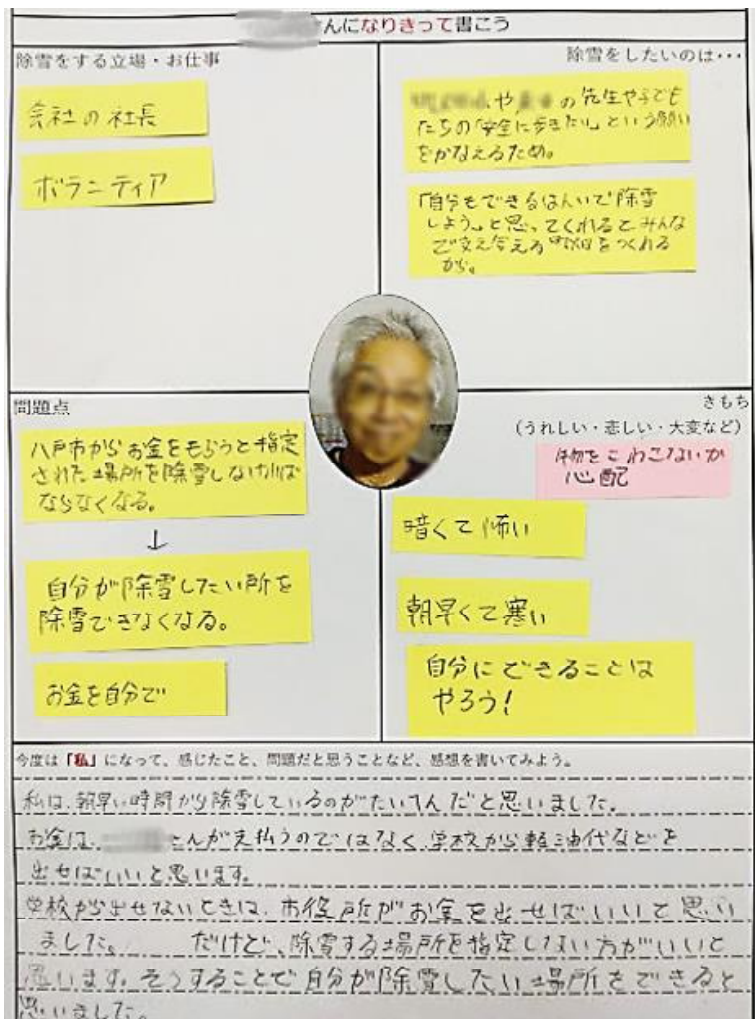 んになりきって書こう
除雪をする立場・お仕事
会社の社長
ボランティア
除雪をしたいのは・・・
や の先生や子ども
たちの「安全に歩きたい」という願い
をかなえるため。
「自分もできるはんいで除雪
しよう。」と思ってくれるとみんな
で支え合える をつくれる
から。
問題点
八戸市からお金をもらうと指定
された場所を除雪しなければ
ならなくなる。
↓
自分が除雪したい所を
除雪できなくなる。
お金を自分で
きもち
(うれしい・悲しい・大変など)
物をこわさないか
心配
暗くて怖い
朝早くて寒い
自分にできることは
やろう!
今度は「私」になって、感じたこと、問題だと思うことなど、感想を書いてみよう。
私は、朝早い時間から除雪しているのがたいへんだと思いました。
お金は、 さんが支払うのではなく、学校から軽油代などを
出せばいいと思います。
学校が出せないときは、市役所がお金を出せばいいと思い
ました。 だけど、除雪する場所を指定しない方がいいと
思います。そうすることで自分が除雪したい場所をできると
思いました。